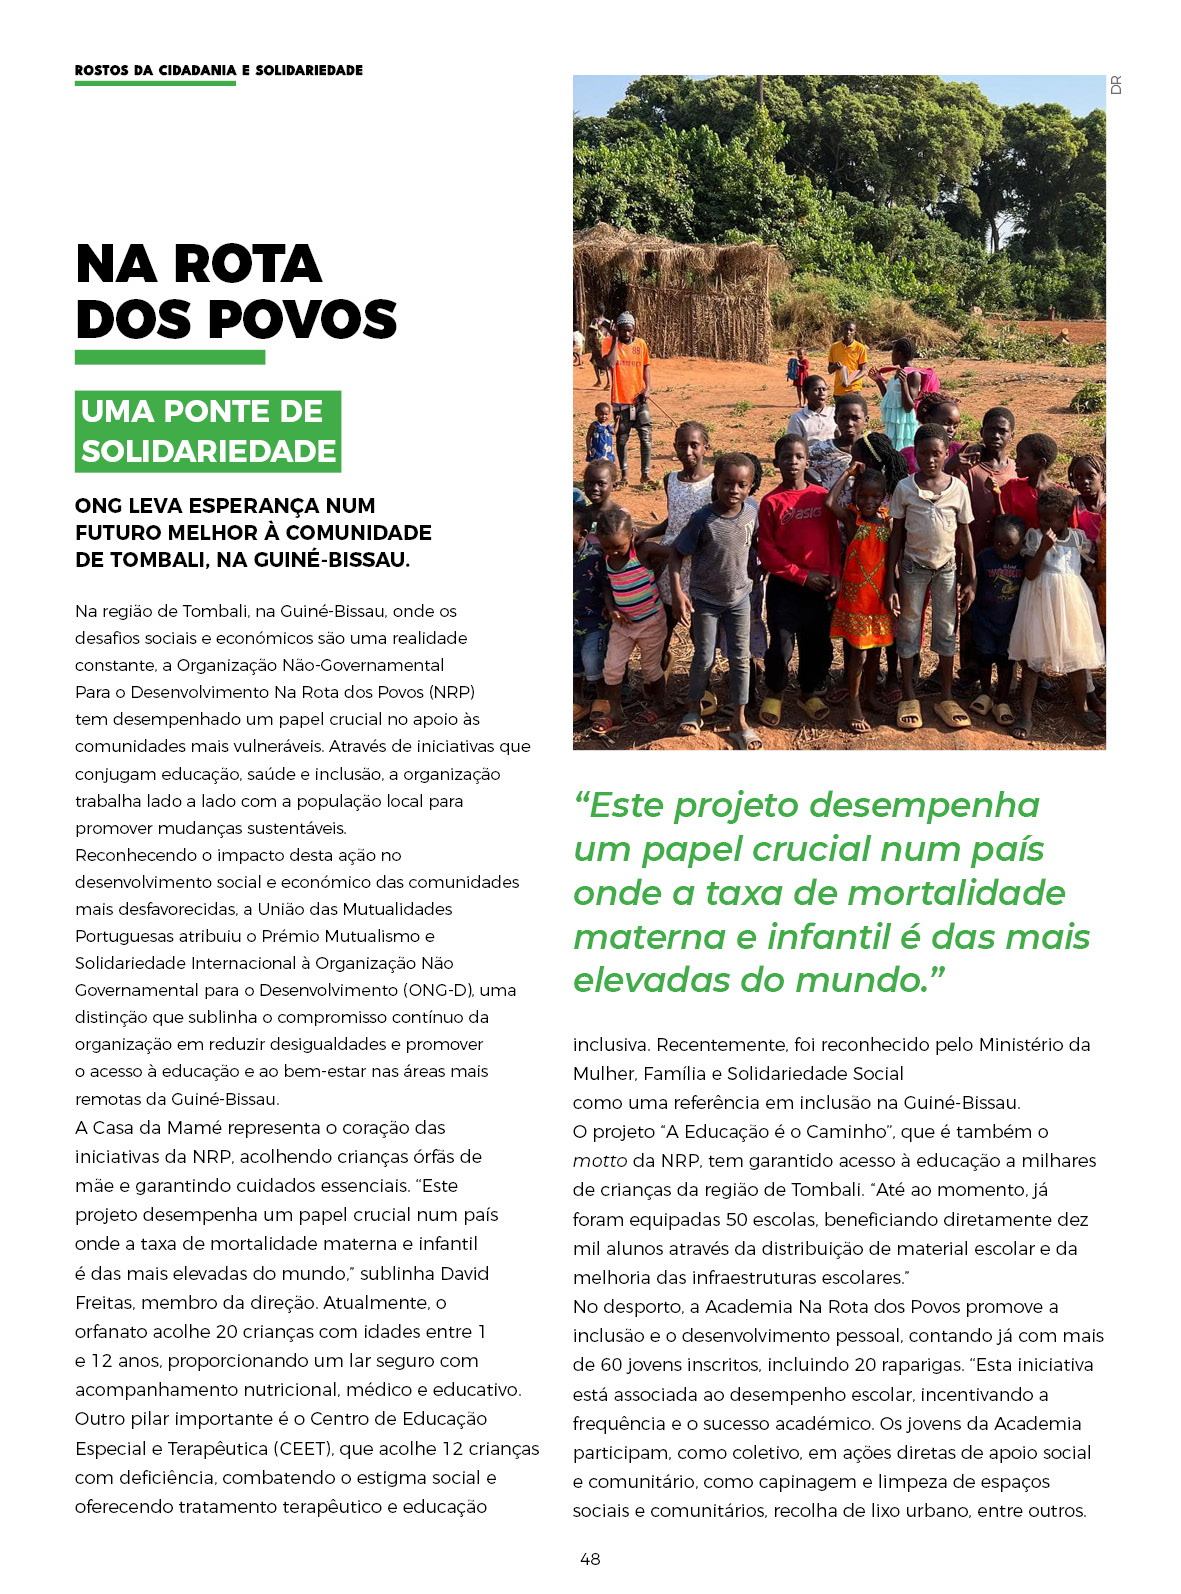 ROSTOS DA CIDADANIA E SOLIDARIEDADE
DR
NA ROTA
DOS POVOS
UMA PONTE DE
SOLIDARIEDADE
ONG LEVA ESPERANÇA NUM
FUTURO MELHOR À COMUNIDADE
DE TOMBALI, NA GUINÉ-BISSAU.
Na região de Tombali, na Guiné-Bissau, onde os
desafios sociais e económicos são uma realidade
constante, a Organização Não-Governamental
Para o Desenvolvimento Na Rota dos Povos (NRP)
tem desempenhado um papel crucial no apoio às
comunidades mais vulneráveis. Através de iniciativas que
conjugam educação, saúde e inclusão, a organização
trabalha lado a lado com a população local para
promover mudanças sustentáveis.
Reconhecendo o impacto desta ação no
desenvolvimento social e económico das comunidades
mais desfavorecidas, a União das Mutualidades
Portuguesas atribuiu o Prémio Mutualismo e
Solidariedade Internacional à Organização Não
Governamental para o Desenvolvimento (ONG-D), uma
distinção que sublinha o compromisso contínuo da
organização em reduzir desigualdades e promover
o acesso à educação e ao bem-estar nas áreas mais
remotas da Guiné-Bissau.
A Casa da Mamé representa o coração das
iniciativas da NRP, acolhendo crianças órfãs de
mãe e garantindo cuidados essenciais. “Este
projeto desempenha um papel crucial num país
onde a taxa de mortalidade materna e infantil
é das mais elevadas do mundo,” sublinha David
Freitas, membro da direção. Atualmente, o
orfanato acolhe 20 crianças com idades entre 1
e 12 anos, proporcionando um lar seguro com
acompanhamento nutricional, médico e educativo.
Outro pilar importante é o Centro de Educação
Especial e Terapêutica (CEET), que acolhe 12 crianças
com deficiência, combatendo o estigma social e
oferecendo tratamento terapêutico e educação
asics
“Este projeto desempenha
um papel crucial num país
onde a taxa de mortalidade
materna e infantil é das mais
elevadas do mundo.”
inclusiva. Recentemente, foi reconhecido pelo Ministério da
Mulher, Família e Solidariedade Social
como uma referência em inclusão na Guiné-Bissau.
O projeto “A Educação é o Caminho”, que é também o
motto da NRP, tem garantido acesso à educação a milhares
de crianças da região de Tombali. “Até ao momento, já
foram equipadas 50 escolas, beneficiando diretamente dez
mil alunos através da distribuição de material escolar e da
melhoria das infraestruturas escolares.”
No desporto, a Academia Na Rota dos Povos promove a
inclusão e o desenvolvimento pessoal, contando já com mais
de 60 jovens inscritos, incluindo 20 raparigas. “Esta iniciativa
está associada ao desempenho escolar, incentivando a
frequência e o sucesso académico. Os jovens da Academia
participam, como coletivo, em ações diretas de apoio social
e comunitário, como capinagem e limpeza de espaços
sociais e comunitários, recolha de lixo urbano, entre outros.
48